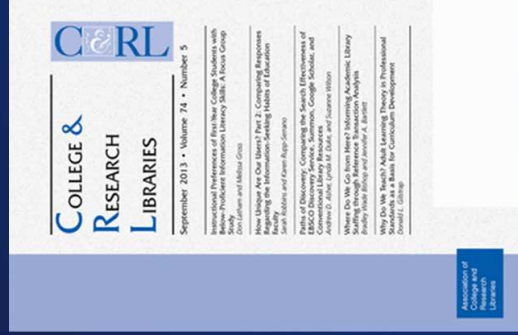 C&RL
COLLEGE &
RESEARCH
LIBRARIES
September 2013 • Volume 74 • Number 5
Instructional Preferences of First-Year College Students with
Below-Proficient Information Literacy Skills: A Focus Group
Study
Don Latham and Melissa Gross
How Unique Are Our Users? Part 2: Comparing Responses
Regarding the Information-Seeking Habits of Education
Faculty
Sarah Robbins and Karen Rupp-Serrano
Paths of Discovery: Comparing the Search Effectiveness of
EBSCO Discovery Service, Summon, Google Scholar, and
Conventional Library Resources
Andrew D. Asher, Lynda M. Duke, and Suzanne Wilson
Where Do We Go from Here? Informing Academic Library
Staffing through Reference Transaction Analysis
Bradley Wade Bishop and Jennifer A. Bartlett
Why Do We Teach? Adult Learning Theory in Professional
Standards as a Basis for Curriculum Development
Donald L. Gilstrap
Association of
College and
Research
Libraries